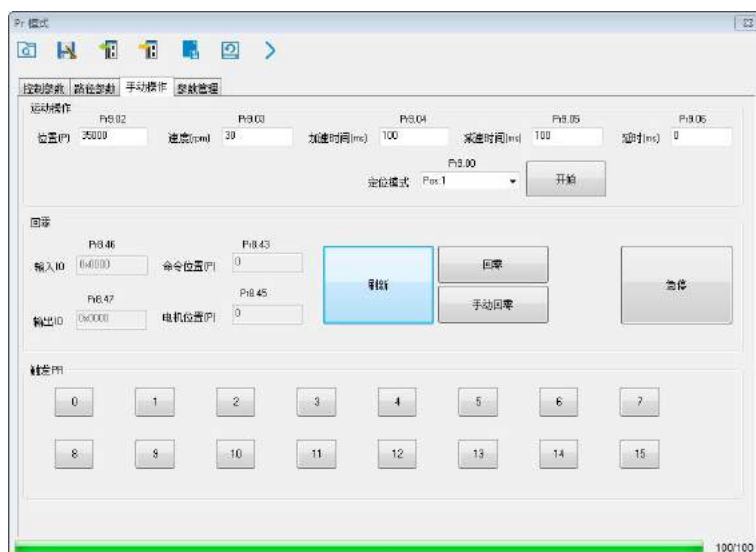 Pr 模式
控制参数 路径参数 手动操作 参数管理
运动操作
Pr9.02 Pr9.03 Pr9.04 Pr9.05 Pr9.06
位置(P) 35000 速度(rpm) 30 加速时间(ms) 100 减速时间(ms) 100 延时(ms) 0
Pr9.00
定位模式 Pos:1 开始
回零
Pr8.46 Pr8.43
输入IO 0x0000 命令位置(P) 0 刷新 回零 急停
Pr8.47 Pr8.45
输出IO 0x0000 电机位置(P) 0 手动回零
触发PR
0 1 2 3 4 5 6 7
8 9 10 11 12 13 14 15
100/100